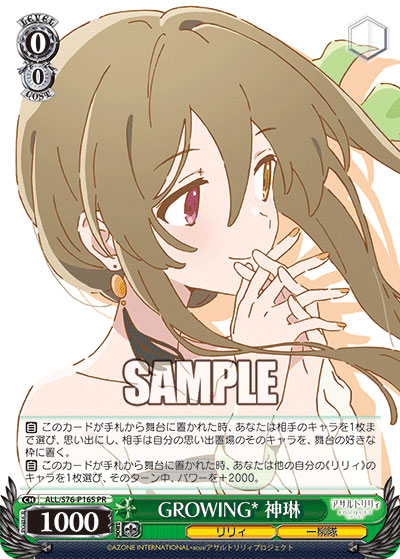 LEVEL
0
0
COST
SAMPLE
【自】 このカードが手札から舞台に置かれた時、あなたは相手のキャラを1枚ま
で選び、思い出にし、相手は自分の思い出置場のそのキャラを、舞台の好きな
枠に置く。
【自】 このカードが手札から舞台に置かれた時、あなたは他の自分の《リリィ》の
キャラを1枚選び、そのターン中、パワーを+2000。
CH
ALL/S76-P16S PR
POWER
1000
GROWING* 神琳
アサルトリリィ
BOUQUET
リリィ
一柳隊
©AZONE INTERNATIONAL・acus/アサルトリリィプロジェクト